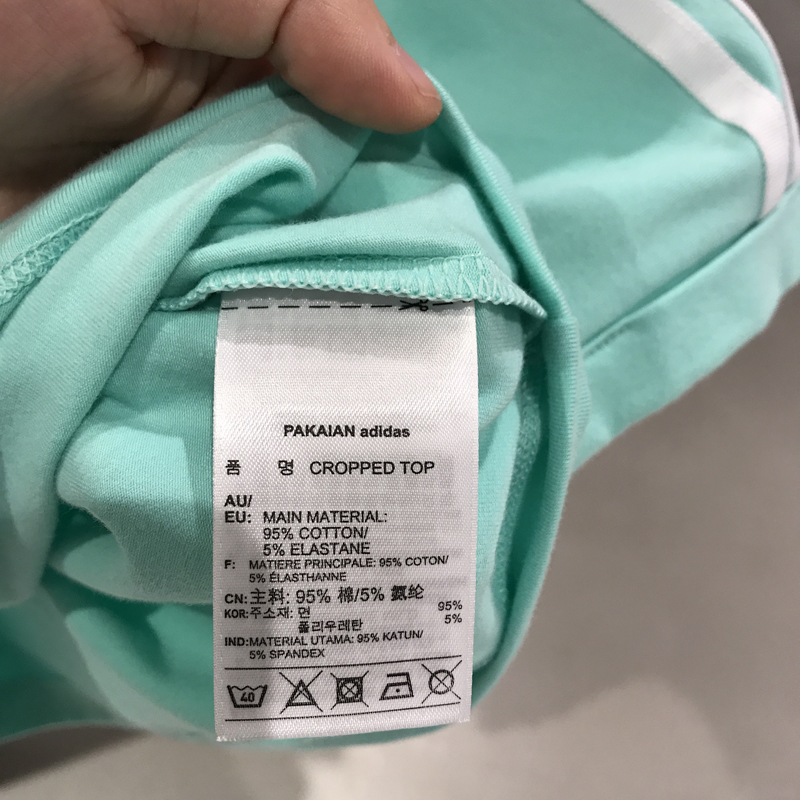 PAKAIAN adidas
품 명 CROPPED TOP
AU/
EU: MAIN MATERIAL:
95% COTTON/
5% ELASTANE
F: MATIERE PRINCIPALE: 95% COTON/
5% ÉLASTHANNE
CN: 主料: 95% 棉/5% 氨纶
KOR: 주소재: 면 95%
폴리우레탄 5%
IND: MATERIAL UTAMA: 95% KATUN/
5% SPANDEX
40